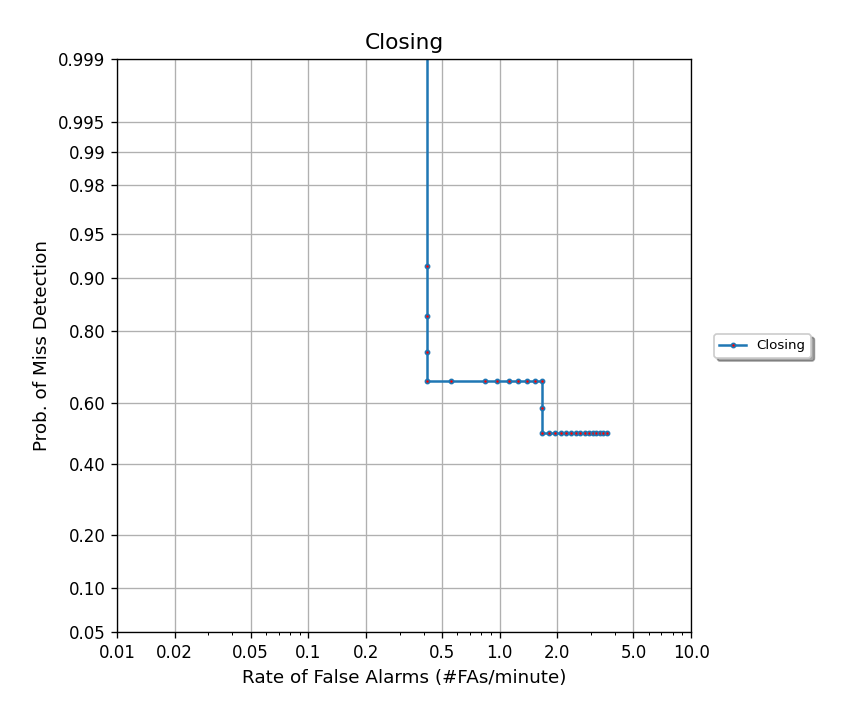 Closing
0.999
0.995
0.99
0.98
0.95
0.90
0.80
0.60
0.40
0.20
0.10
0.05
Prob. of Miss Detection
0.01 0.02 0.05 0.1 0.2 0.5 1.0 2.0 5.0 10.0
Rate of False Alarms (#FAs/minute)
Closing